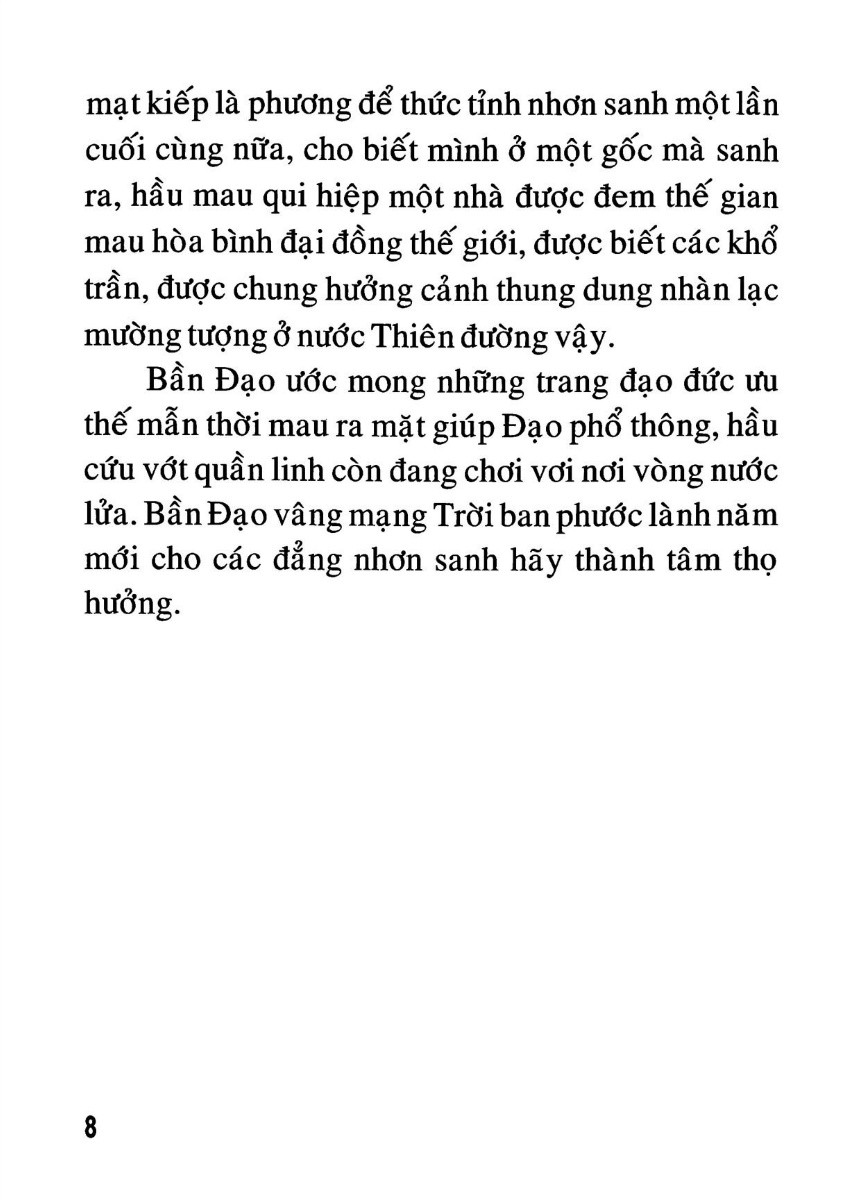 mạt kiếp là phương để thức tỉnh nhơn sanh một lần
cuối cùng nữa, cho biết mình ở một gốc mà sanh
ra, hầu mau qui hiệp một nhà được đem thế gian
mau hòa bình đại đồng thế giới, được biết các khổ
trần, được chung hưởng cảnh thung dung nhàn lạc
mường tượng ở nước Thiên đường vậy.
Bần Đạo ước mong những trang đạo đức ưu
thế mẫn thời mau ra mặt giúp Đạo phổ thông, hầu
cứu vớt quần linh còn đang chơi vơi nơi vòng nước
lửa. Bần Đạo vâng mạng Trời ban phước lành năm
mới cho các đẳng nhơn sanh hãy thành tâm thọ
hưởng.
8